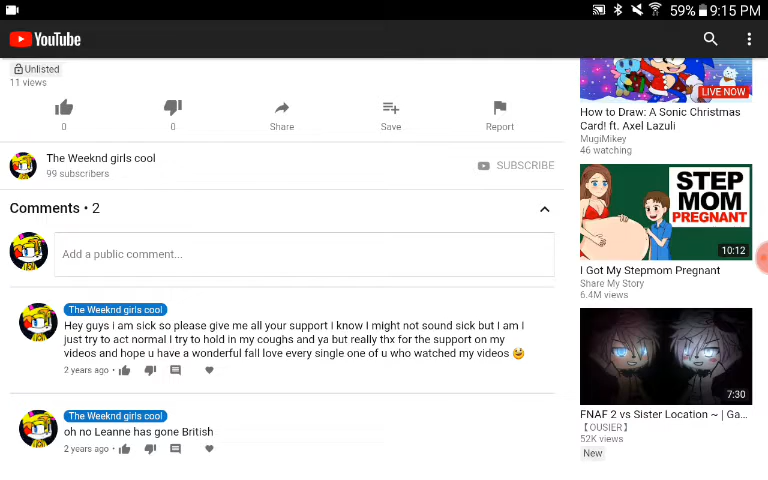 59% 9:15 PM
YouTube
Unlisted
11 views
0
0
Share
Save
Report
The Weeknd girls cool
99 subscribers
SUBSCRIBE
Comments • 2
Add a public comment...
The Weeknd girls cool
Hey guys i am sick so please give me all your support I know I might not sound sick but I am I
just try to act normal I try to hold in my coughs and ya but really thx for the support on my
videos and hope u have a wonderful fall love every single one of u who watched my videos 🤣
2 years ago •
The Weeknd girls cool
oh no Leanne has gone British
2 years ago •
LIVE NOW
How to Draw: A Sonic Christmas
Card! ft. Axel Lazuli
MugiMikey
46 watching
STEP
MOM
PREGNANT
10:12
I Got My Stepmom Pregnant
Share My Story
6.4M views
7:30
FNAF 2 vs Sister Location ~ | Ga...
【OUSIER】
52K views
New